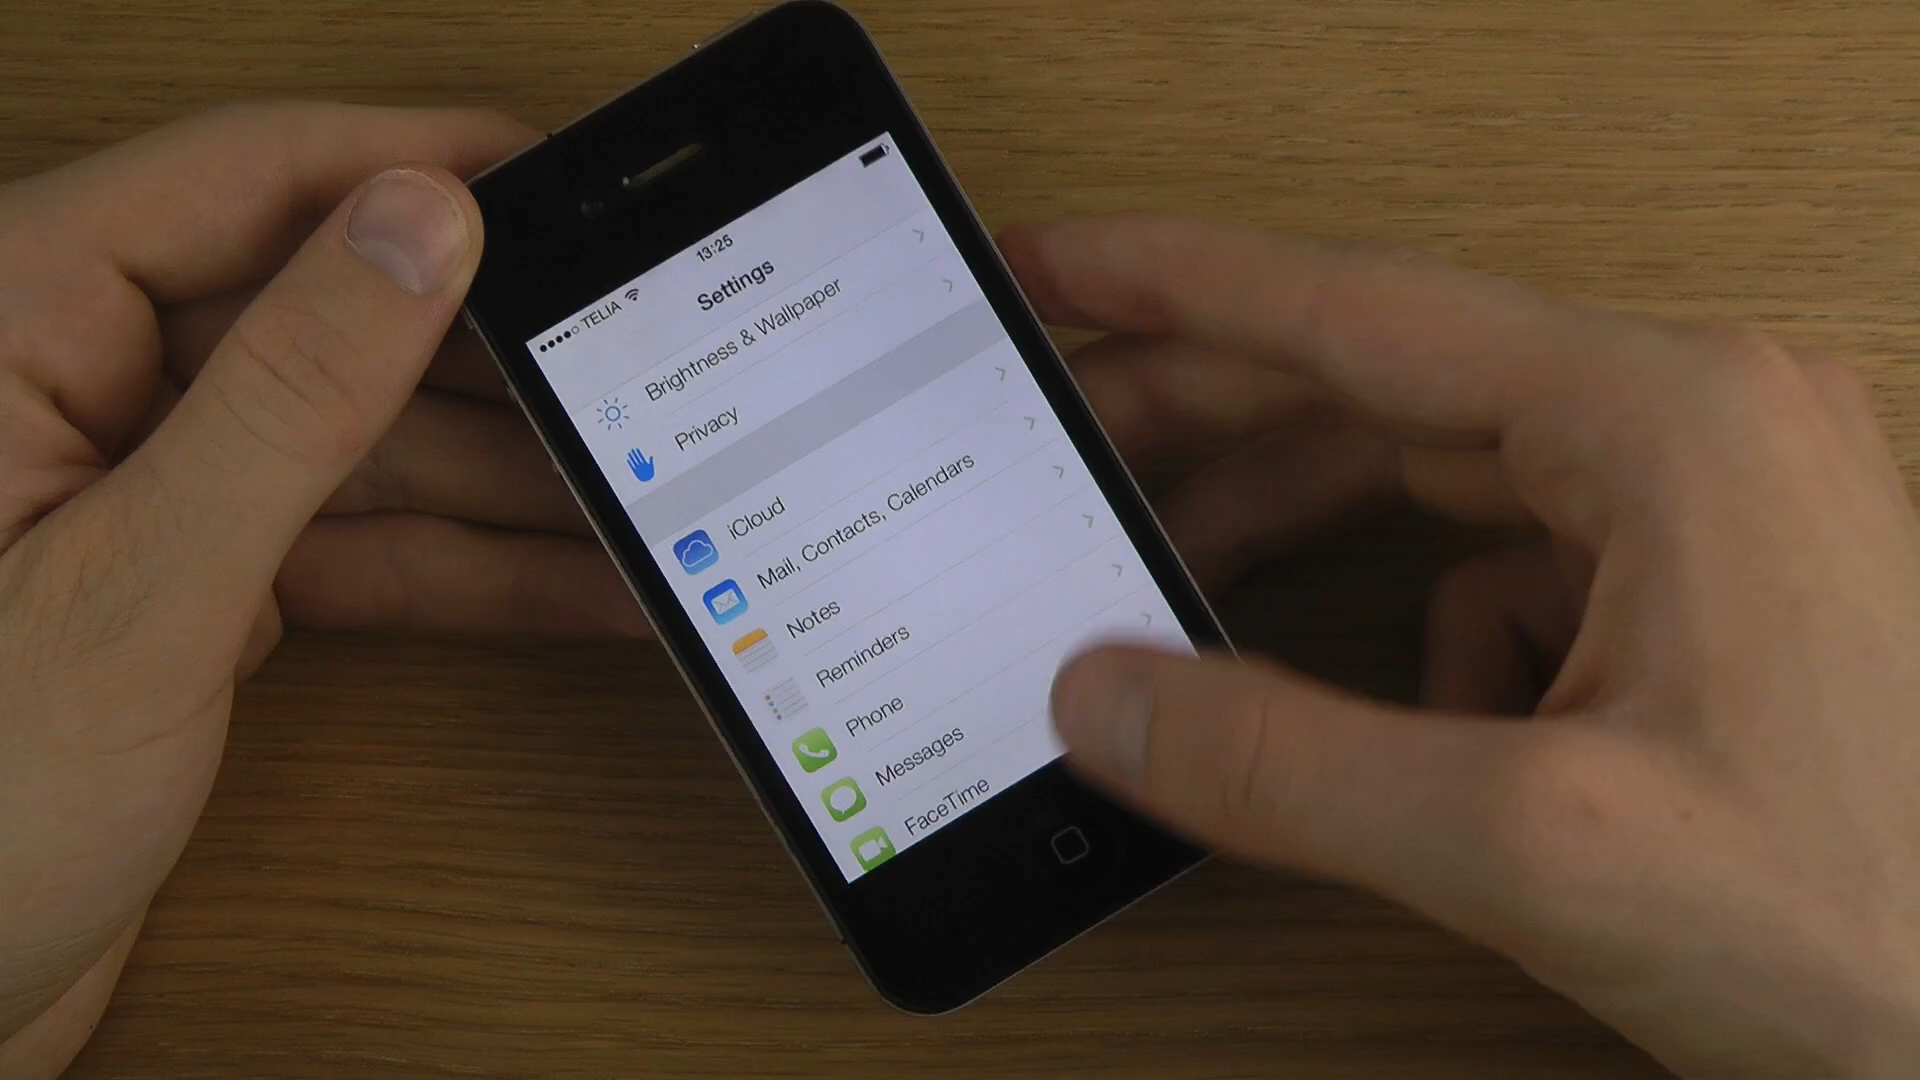 TELIA 13:25
Settings
Brightness & Wallpaper
Privacy
iCloud
Mail, Contacts, Calendars
Notes
Reminders
Phone
Messages
FaceTime